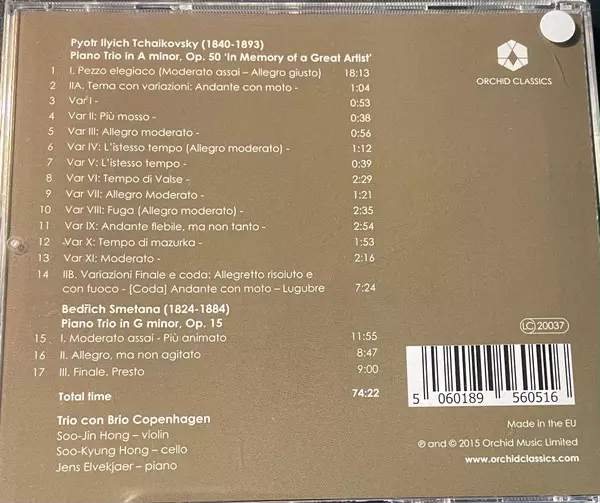 Pyotr Ilyich Tchaikovsky (1840-1893)
Piano Trio in A minor, Op. 50 'In Memory of a Great Artist'
1 I. Pezzo elegiaco (Moderato assai – Allegro giusto) 18:13
2 IIA. Tema con variazioni: Andante con moto - 1:04
3 Var I - 0:53
4 Var II: Più mosso - 0:38
5 Var III: Allegro moderato - 0:56
6 Var IV: L'istesso tempo (Allegro moderato) - 1:12
7 Var V: L'istesso tempo - 0:39
8 Var VI: Tempo di Valse - 2:29
9 Var VII: Allegro Moderato - 1:21
10 Var VIII: Fuga (Allegro moderato) - 2:35
11 Var IX: Andante flebile, ma non tanto - 2:54
12 Var X: Tempo di mazurka - 1:53
13 Var XI: Moderato - 2:16
14 IIB. Variazioni Finale e coda: Allegretto risoluto e
con fuoco - [Coda] Andante con moto – Lugubre 7:24
Bedřich Smetana (1824-1884)
Piano Trio in G minor, Op. 15
15 I. Moderato assai - Più animato 11:55
16 II. Allegro, ma non agitato 8:47
17 III. Finale, Presto 9:00
Total time 74:22
Trio con Brio Copenhagen
Soo-Jin Hong – violin
Soo-Kyung Hong – cello
Jens Elvekjaer – piano
ORCHID CLASSICS
LC 20037
5 060189 560516
Made in the EU
℗ and © 2015 Orchid Music Limited
www.orchidclassics.com